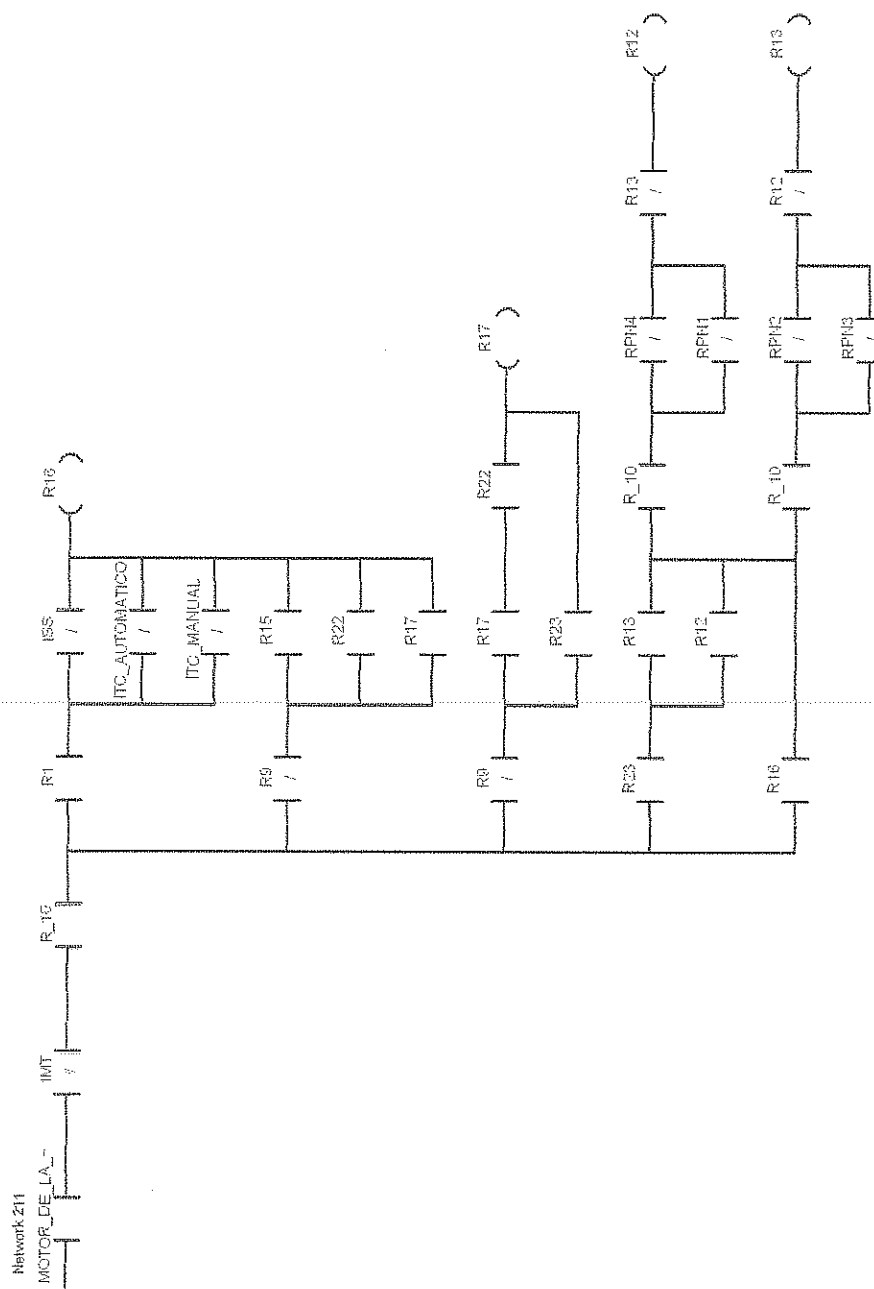 Network 211
MOTOR_DE_LA_~ IMT R_10 R1 ISS R16
ITC_AUTOMATICO
ITC_MANUAL
R9 R15
R22
R17
R9 R17 R22 R17
R23
R23 R13 R_10 RPN4 R13 R12
R12 RPN1
R16 R_10 RPN2 R12 R13
RPN3